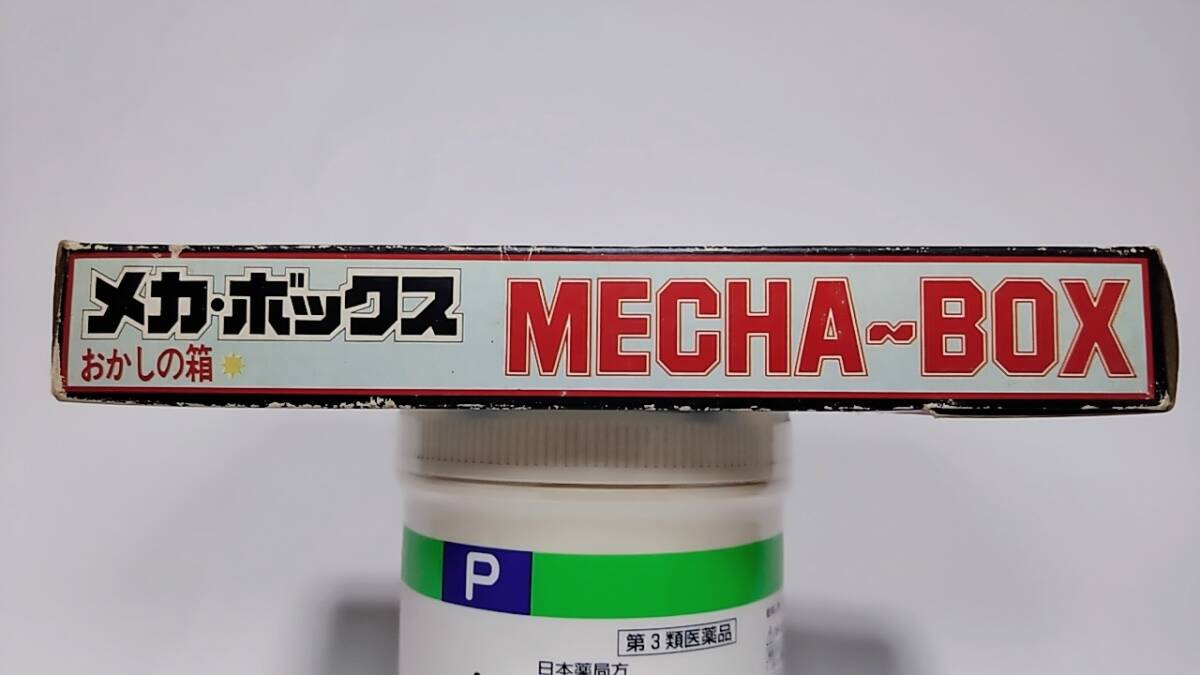 メカ・ボックス
おかしの箱
MECHA~BOX
P
第3類医薬品
日本薬局方